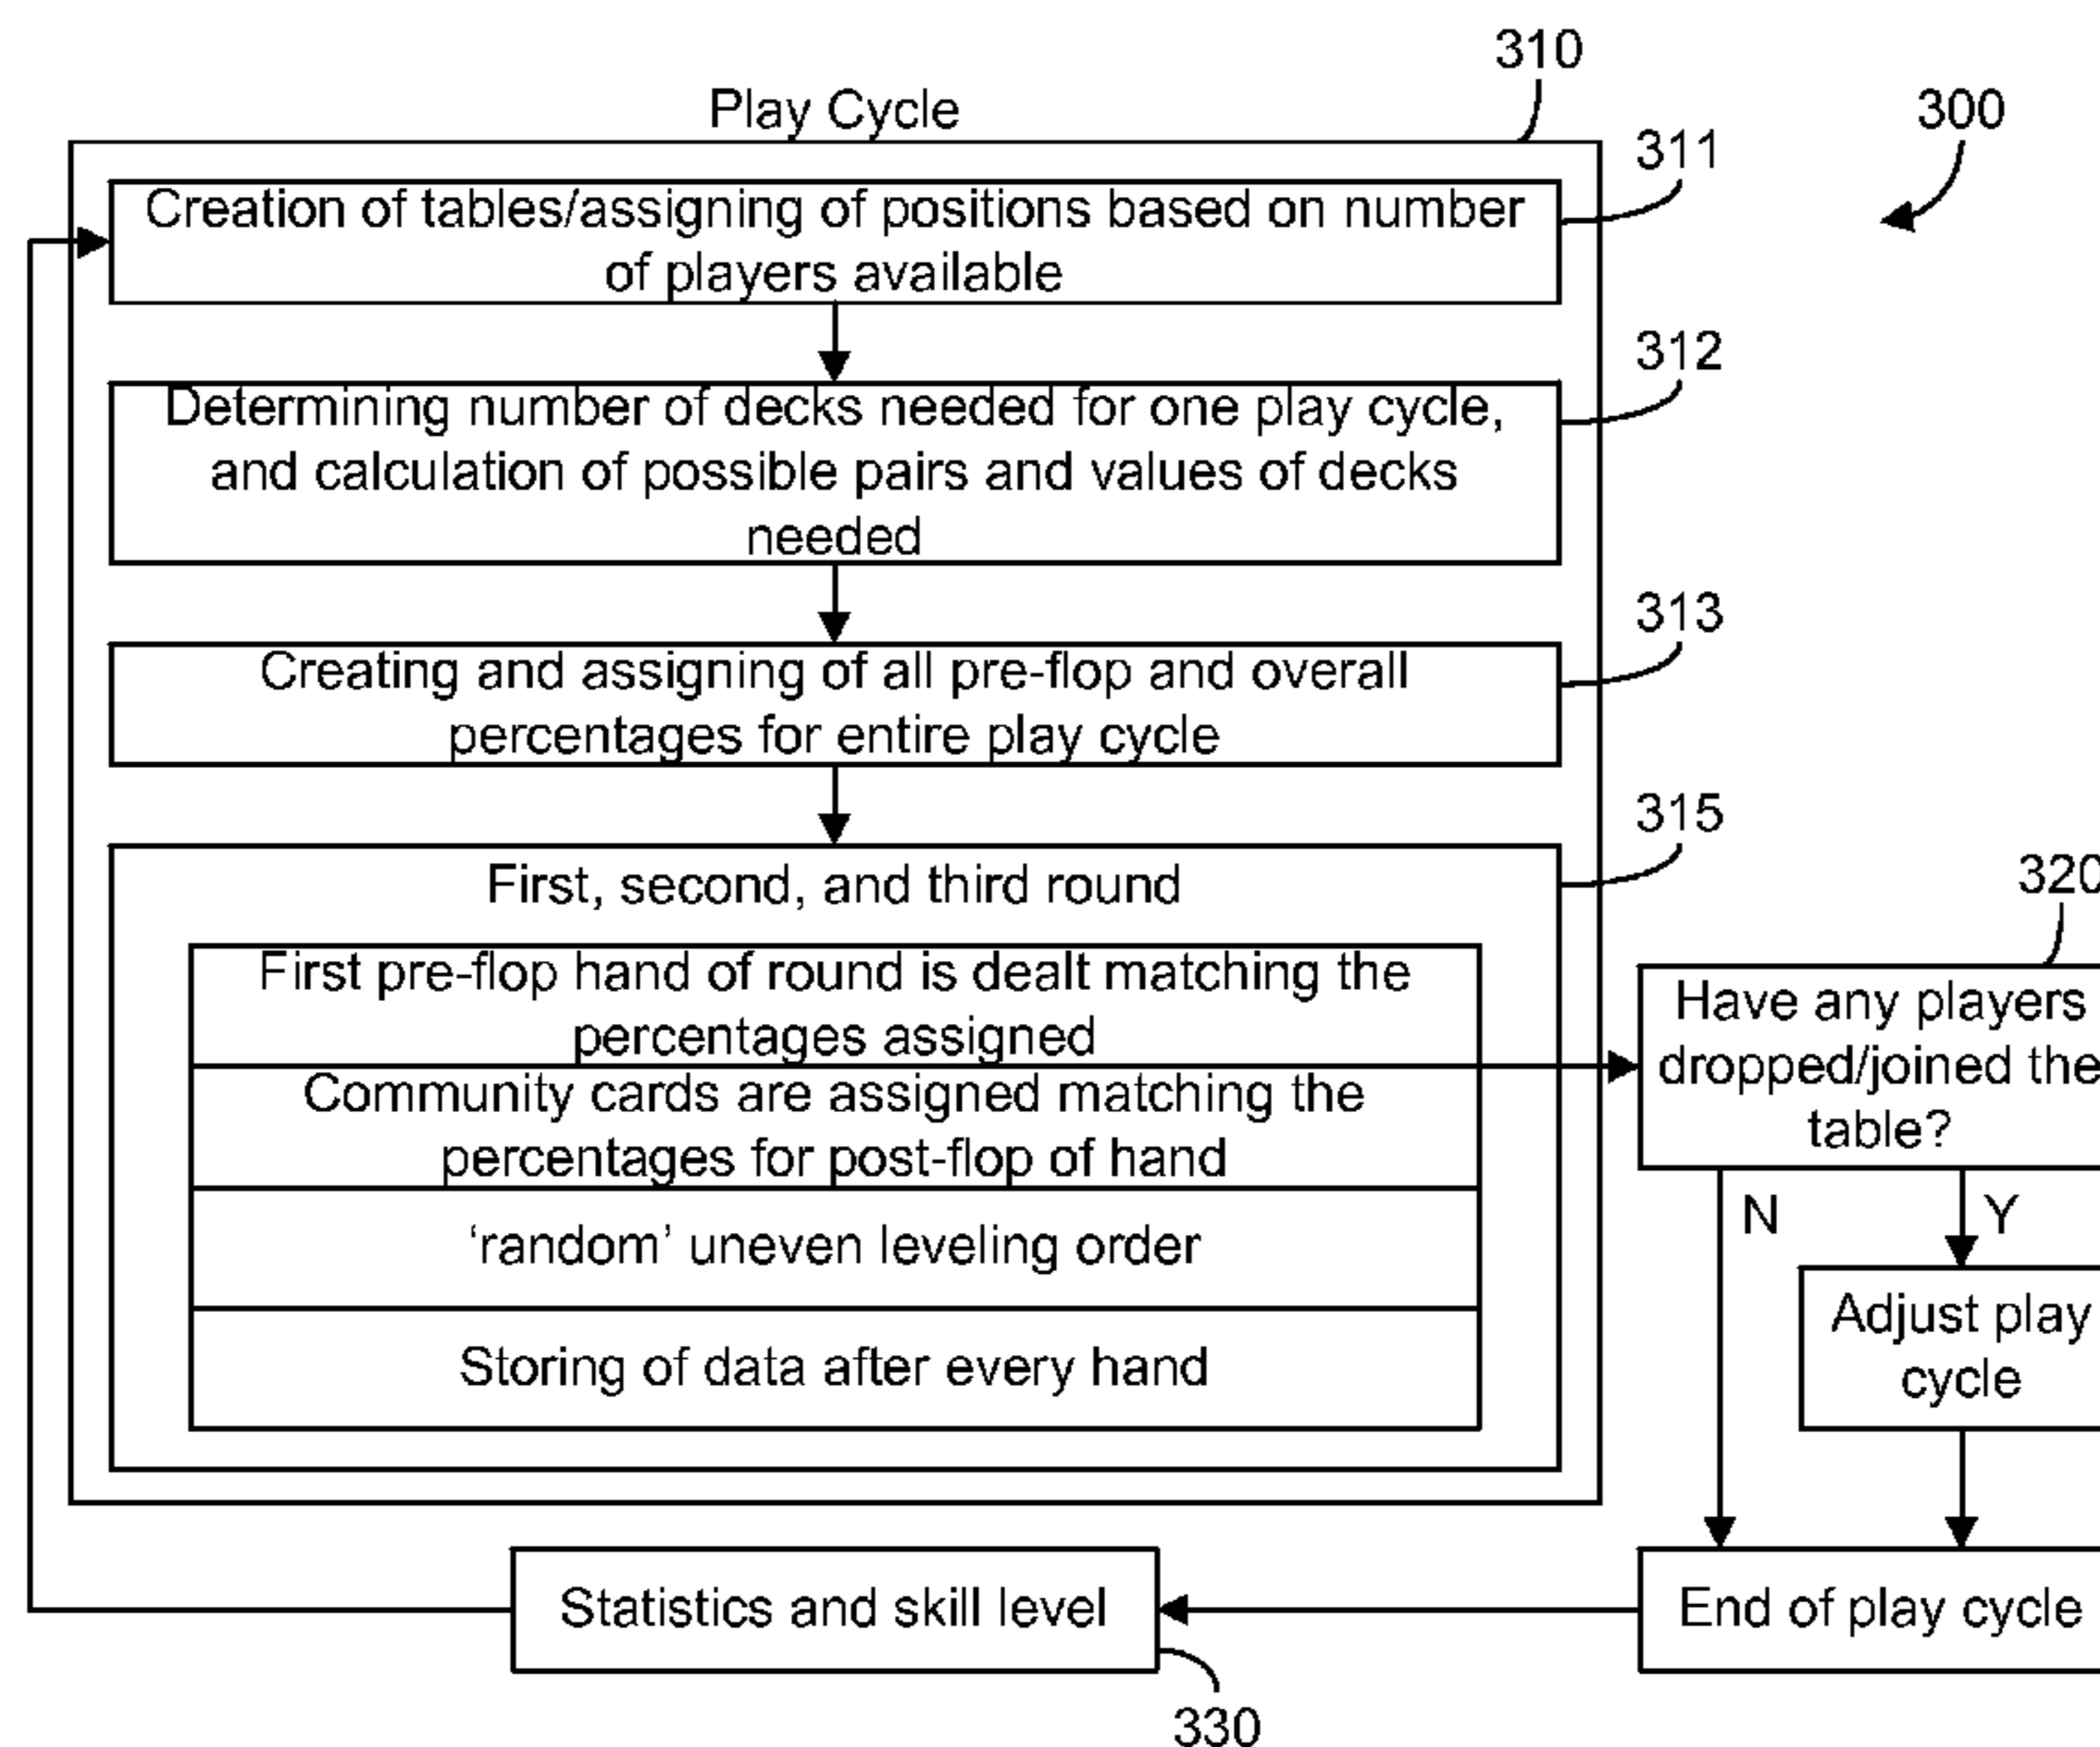 310
Play Cycle
300
311
Creation of tables/assigning of positions based on number
of players available
312
Determining number of decks needed for one play cycle,
and calculation of possible pairs and values of decks
needed
313
Creating and assigning of all pre-flop and overall
percentages for entire play cycle
315
First, second, and third round
320
First pre-flop hand of round is dealt matching the
percentages assigned
Community cards are assigned matching the
percentages for post-flop of hand
'random' uneven leveling order
Storing of data after every hand
Have any players
dropped/joined the
table?
N
Y
Adjust play
cycle
End of play cycle
Statistics and skill level
330